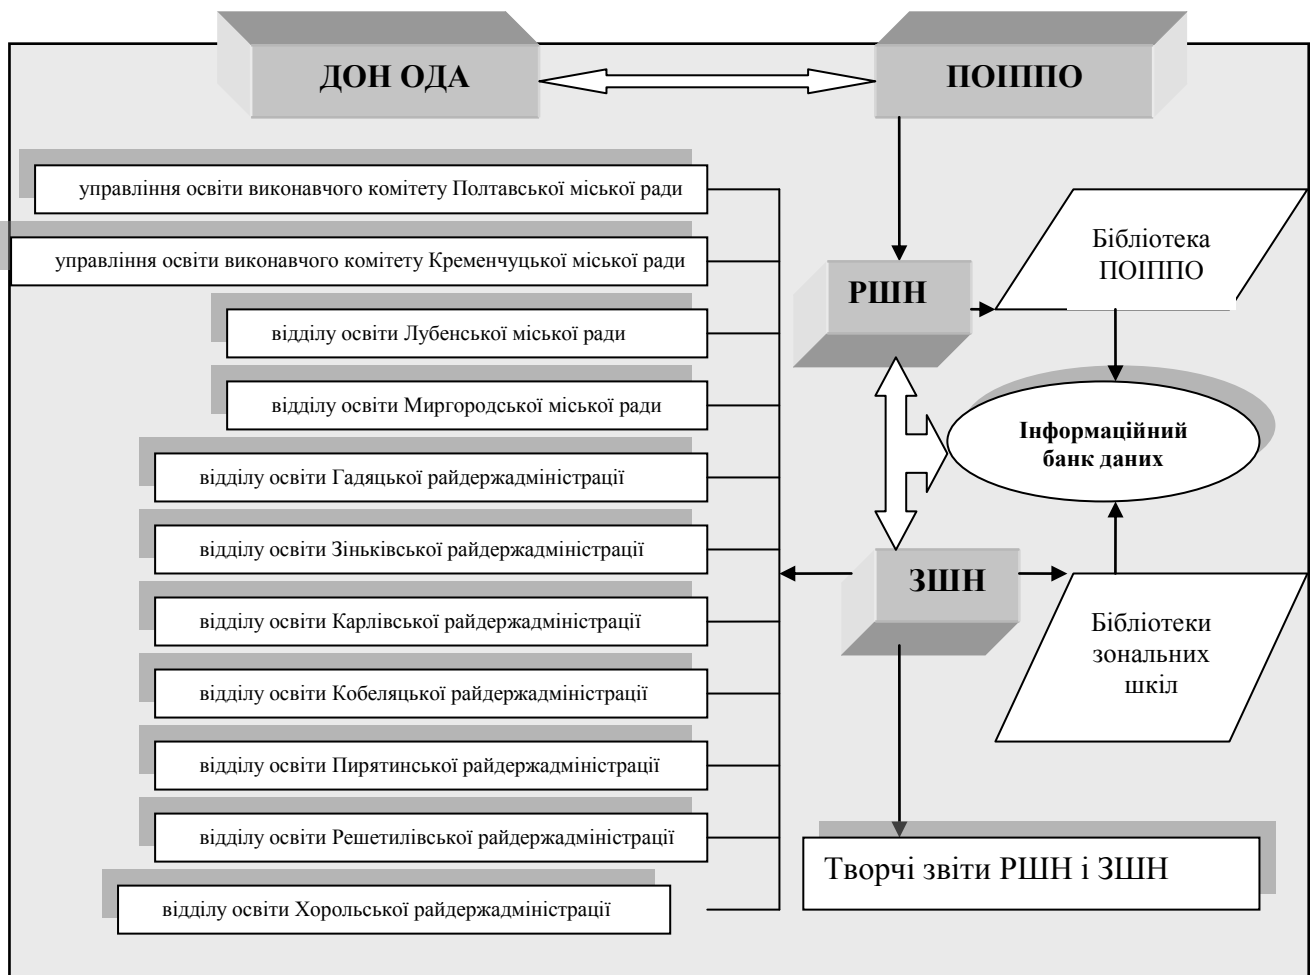 ДОН ОДА
ПОІППО
управління освіти виконавчого комітету Полтавської міської ради
управління освіти виконавчого комітету Кременчуцької міської ради
відділу освіти Лубенської міської ради
відділу освіти Миргородської міської ради
відділу освіти Гадяцької райдержадміністрації
відділу освіти Зіньківської райдержадміністрації
відділу освіти Карлівської райдержадміністрації
відділу освіти Кобеляцької райдержадміністрації
відділу освіти Пирятинської райдержадміністрації
відділу освіти Решетилівської райдержадміністрації
відділу освіти Хорольської райдержадміністрації
РШН
Бібліотека
ПОІППО
Інформаційний
банк даних
ЗШН
Бібліотеки
зональних
шкіл
Творчі звіти РШН і ЗШН